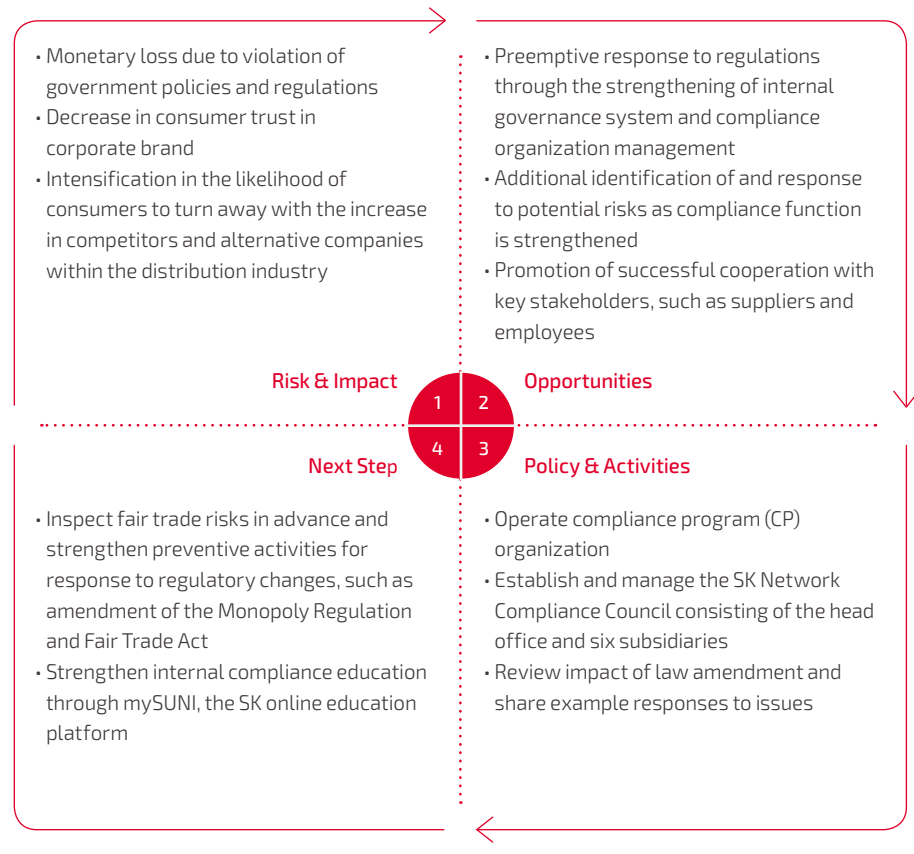 • Monetary loss due to violation of
government policies and regulations
• Decrease in consumer trust in
corporate brand
• Intensification in the likelihood of
consumers to turn away with the increase
in competitors and alternative companies
within the distribution industry
Risk & Impact
1
• Preemptive response to regulations
through the strengthening of internal
governance system and compliance
organization management
• Additional identification of and response
to potential risks as compliance function
is strengthened
• Promotion of successful cooperation with
key stakeholders, such as suppliers and
employees
2
Opportunities
3
Policy & Activities
• Operate compliance program (CP)
organization
• Establish and manage the SK Network
Compliance Council consisting of the head
office and six subsidiaries
• Review impact of law amendment and
share example responses to issues
Next Step
4
• Inspect fair trade risks in advance and
strengthen preventive activities for
response to regulatory changes, such as
amendment of the Monopoly Regulation
and Fair Trade Act
• Strengthen internal compliance education
through mySUNI, the SK online education
platform